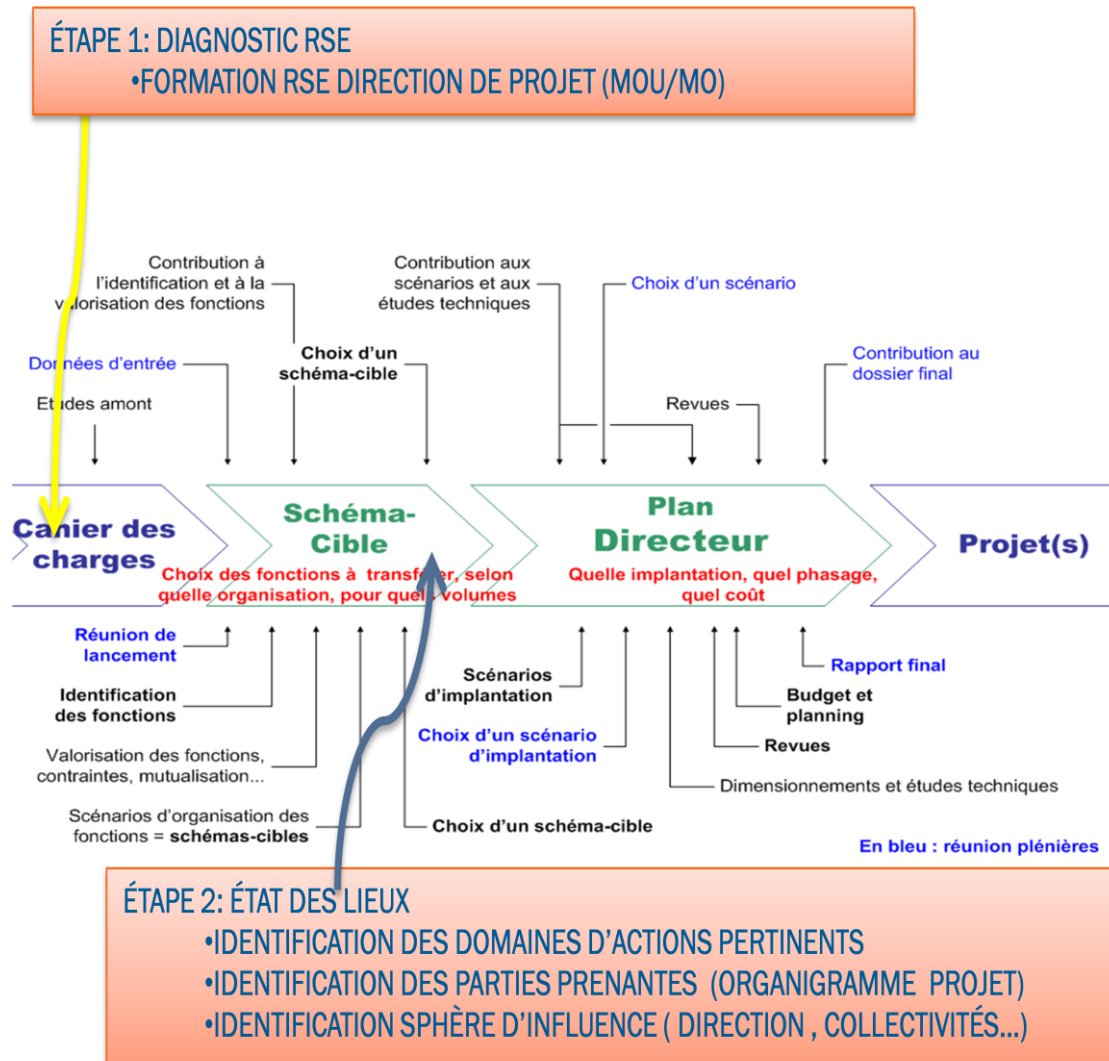 ÉTAPE 1: DIAGNOSTIC RSE
•FORMATION RSE DIRECTION DE PROJET (MOU/MO)
Contribution à
l'identification et à la
valorisation des fonctions
Contribution aux
scénarios et aux
études techniques
Choix d'un scénario
Données d'entrée
Choix d'un
schéma-cible
Contribution au
dossier final
Etudes amont
Revues
Cahier des
charges
Schéma-
Cible
Choix des fonctions à transférer, selon
quelle organisation, pour quels volumes
Plan
Directeur
Quelle implantation, quel phasage,
quel coût
Projet(s)
Réunion de
lancement
Identification
des fonctions
Valorisation des fonctions,
contraintes, mutualisation...
Scénarios d'organisation des
fonctions = schémas-cibles
Choix d'un schéma-cible
Scénarios
d'implantation
Choix d'un scénario
d'implantation
Rapport final
Budget et
planning
Revues
Dimensionnements et études techniques
En bleu : réunion plénières
ÉTAPE 2: ÉTAT DES LIEUX
•IDENTIFICATION DES DOMAINES D'ACTIONS PERTINENTS
•IDENTIFICATION DES PARTIES PRENANTES (ORGANIGRAMME PROJET)
•IDENTIFICATION SPHÈRE D'INFLUENCE ( DIRECTION , COLLECTIVITÉS...)